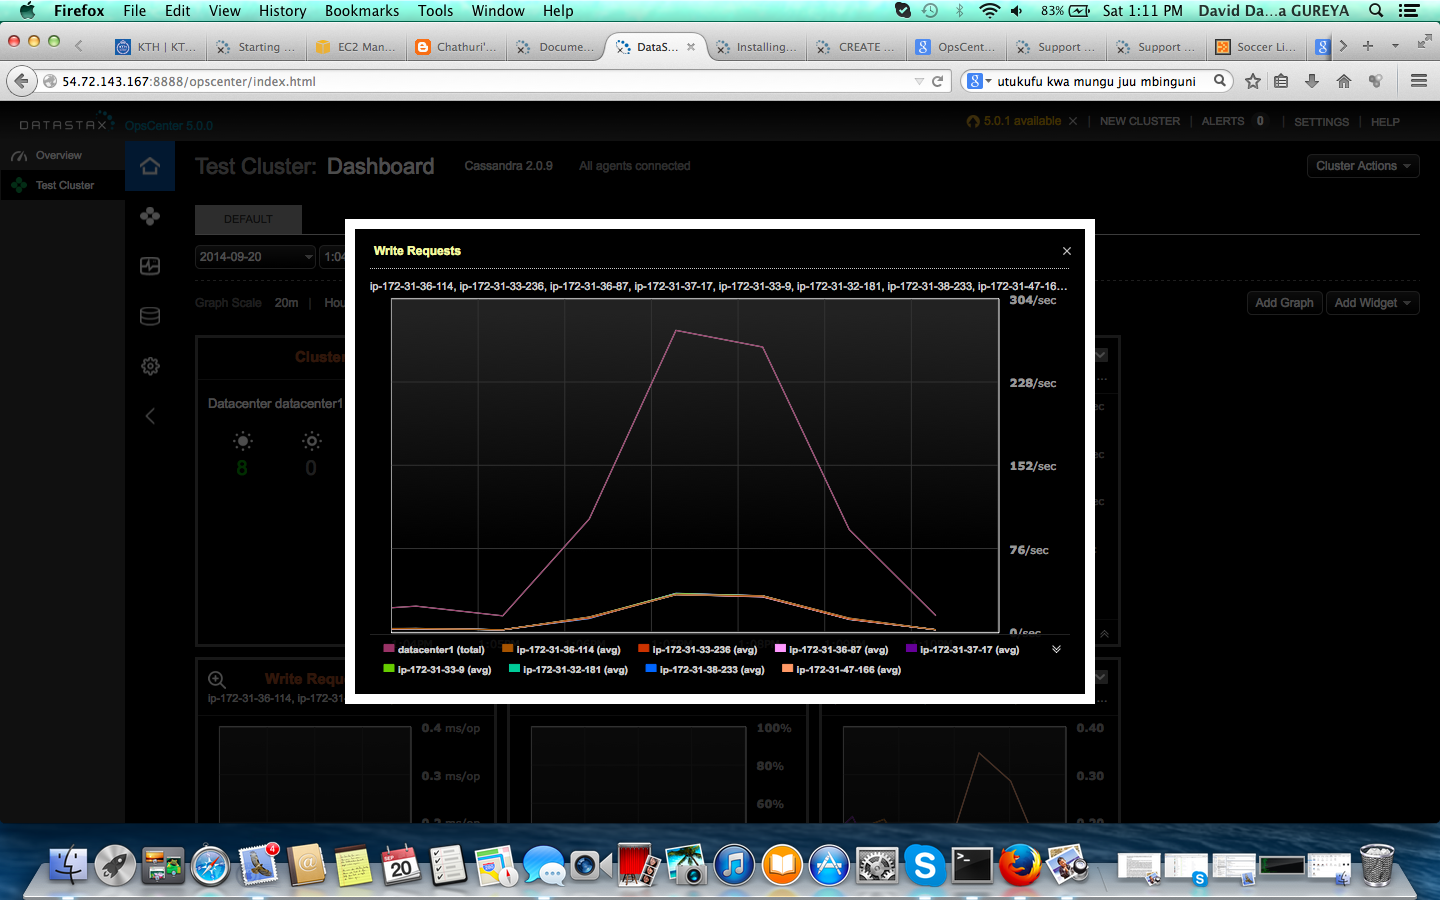 Firefox File Edit View History Bookmarks Tools Window Help 83% Sat 1:11 PM David Da...a GUREYA
KTH | KT... Starting ... EC2 Man... Chathuri'... Docume... DataS... Installing... CREATE ... OpsCent... Support ... Support ... Soccer Li...
54.72.143.167:8888/opscenter/index.html utukufu kwa mungu juu mbinguni
DATASTAX OpsCenter 5.0.0 5.0.1 available × | NEW CLUSTER | ALERTS 0 | SETTINGS | HELP
Overview
Test Cluster
Test Cluster: Dashboard Cassandra 2.0.9 All agents connected Cluster Actions
DEFAULT
2014-09-20 1:04
Graph Scale 20m | Hou
Add Graph Add Widget
Cluster
Datacenter datacenter1
8 0
Write Requests
ip-172-31-36-114, ip-172-31-33-236, ip-172-31-36-87, ip-172-31-37-17, ip-172-31-33-9, ip-172-31-32-181, ip-172-31-38-233, ip-172-31-47-16...
304/sec
228/sec
152/sec
76/sec
0/sec
datacenter1 (total) ip-172-31-36-114 (avg) ip-172-31-33-236 (avg) ip-172-31-36-87 (avg) ip-172-31-37-17 (avg)
ip-172-31-33-9 (avg) ip-172-31-32-181 (avg) ip-172-31-38-233 (avg) ip-172-31-47-166 (avg)
Write Requ
ip-172-31-36-114, ip-172-31
0.4 ms/op 100% 0.40
0.3 ms/op 80% 0.30
60%
0.2 ms/op 0.20
4
SEP
20